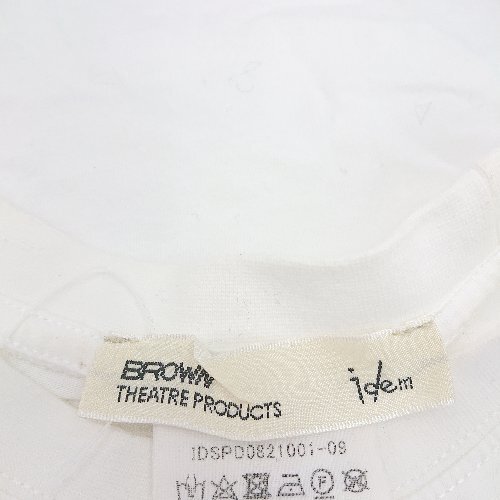 BROWN
THEATRE PRODUCTS
idem
IDSPD0821001-09